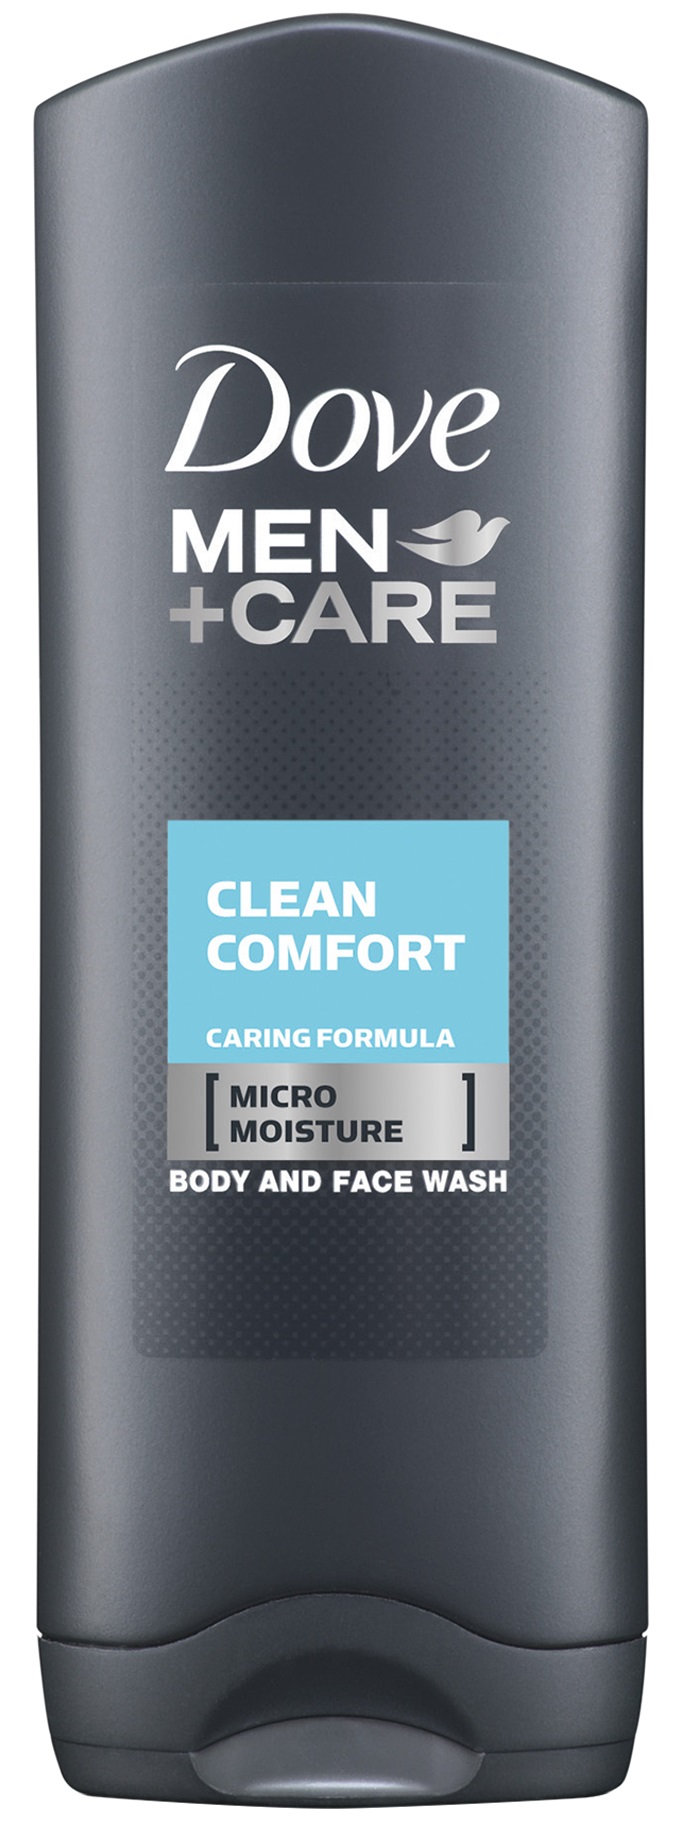 Dove
MEN
+CARE
CLEAN
COMFORT
CARING FORMULA
[MICRO
MOISTURE]
BODY AND FACE WASH